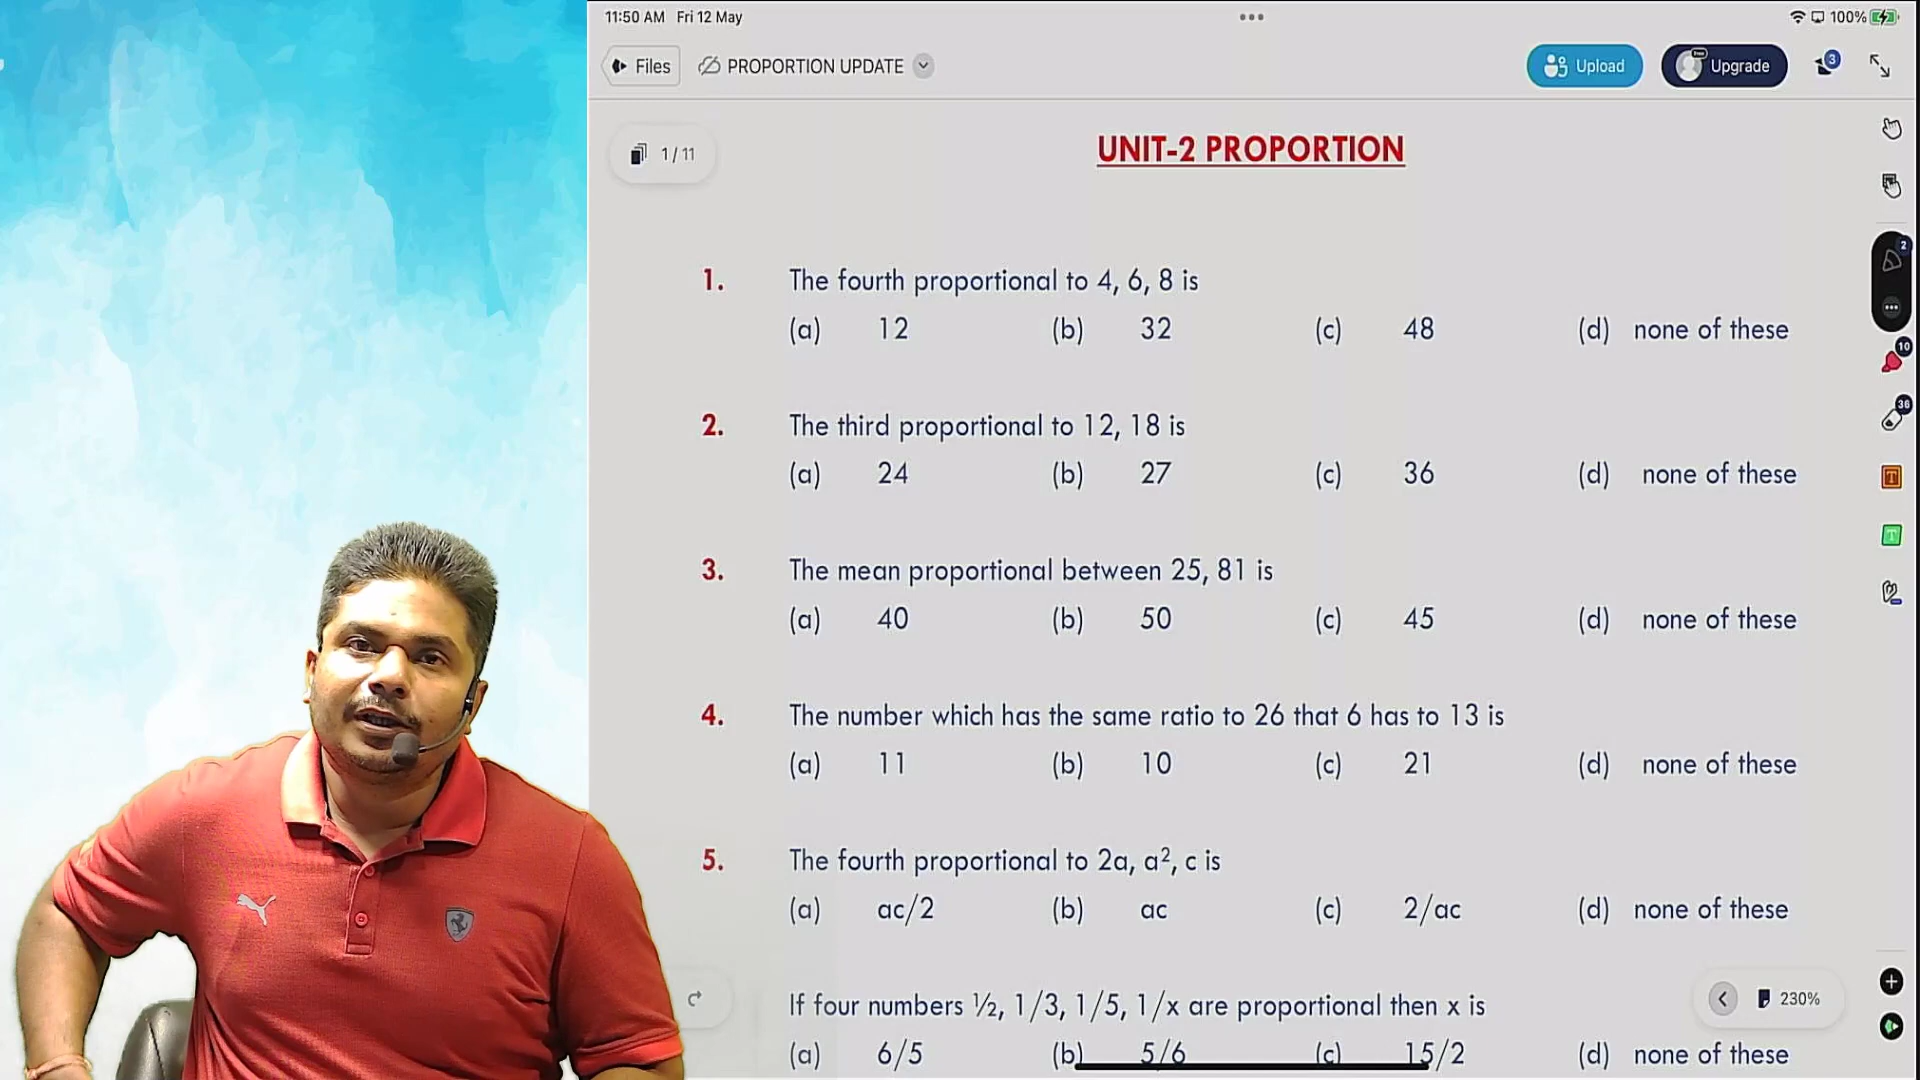 11:50 AM Fri 12 May
100%
Files
PROPORTION UPDATE
Upload
Upgrade
3
1 / 11
UNIT-2 PROPORTION
2
10
36
1. The fourth proportional to 4, 6, 8 is
(a) 12 (b) 32 (c) 48 (d) none of these
2. The third proportional to 12, 18 is
(a) 24 (b) 27 (c) 36 (d) none of these
3. The mean proportional between 25, 81 is
(a) 40 (b) 50 (c) 45 (d) none of these
4. The number which has the same ratio to 26 that 6 has to 13 is
(a) 11 (b) 10 (c) 21 (d) none of these
5. The fourth proportional to 2a, a², c is
(a) ac/2 (b) ac (c) 2/ac (d) none of these
If four numbers ½, 1/3, 1/5, 1/x are proportional then x is
(a) 6/5 (b) 5/6 (c) 15/2 (d) none of these
230%